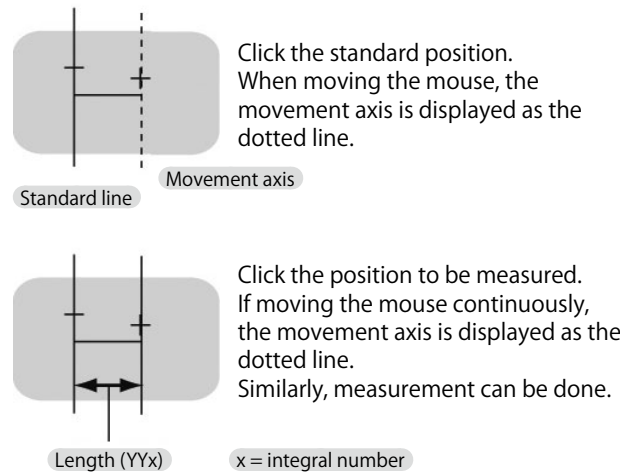 Click the standard position.
When moving the mouse, the
movement axis is displayed as the
dotted line.
Movement axis
Standard line
Click the position to be measured.
If moving the mouse continuously,
the movement axis is displayed as the
dotted line.
Similarly, measurement can be done.
Length (YYx)
x = integral number